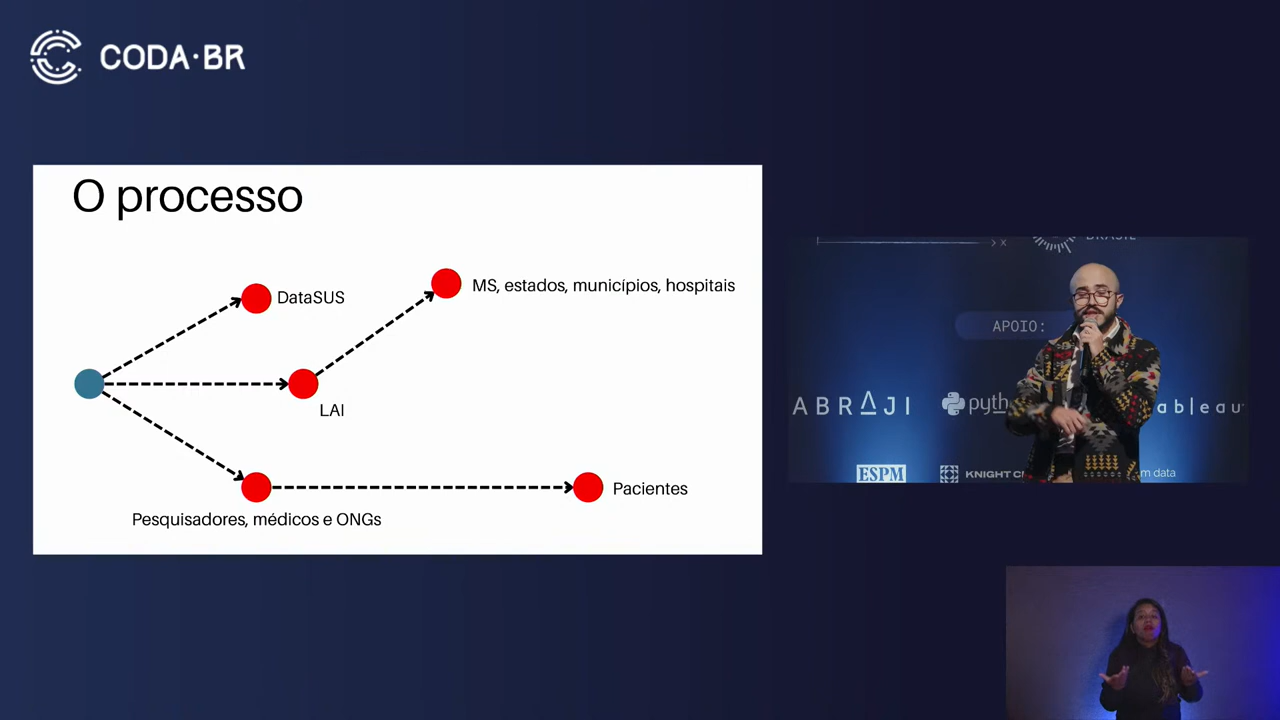 CODA·BR
O processo
DataSUS
MS, estados, municípios, hospitais
LAI
Pesquisadores, médicos e ONGs
Pacientes
APOIO:
ABRAJI
ESPM